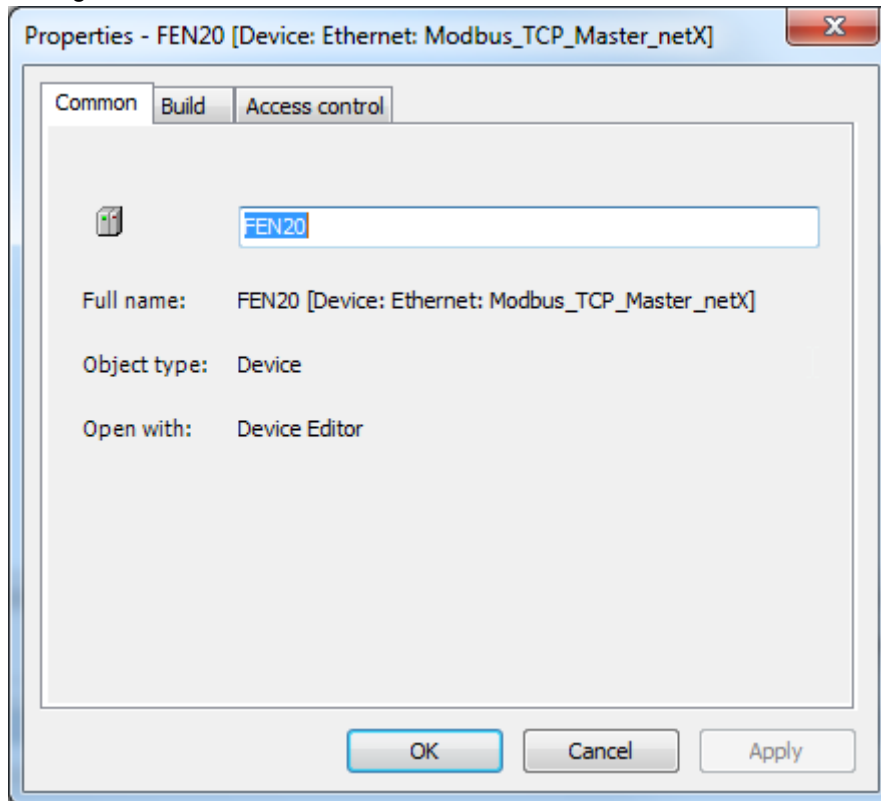 Properties - FEN20 [Device: Ethernet: Modbus_TCP_Master_netX]
Common Build Access control
FEN20
Full name: FEN20 [Device: Ethernet: Modbus_TCP_Master_netX]
Object type: Device
Open with: Device Editor
OK Cancel Apply